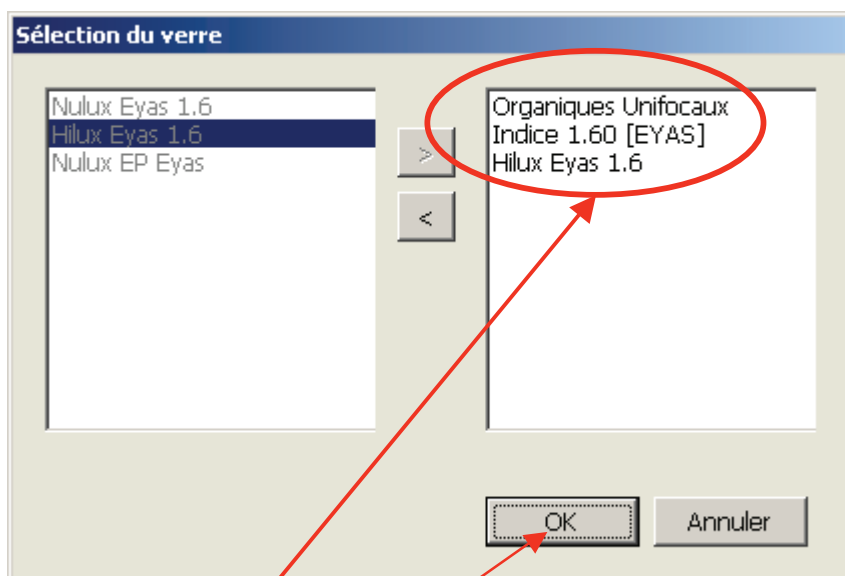 Sélection du verre
Nulux Eyas 1.6
Hilux Eyas 1.6
Nulux EP Eyas
>
<
Organiques Unifocaux
Indice 1.60 [EYAS]
Hilux Eyas 1.6
OK
Annuler